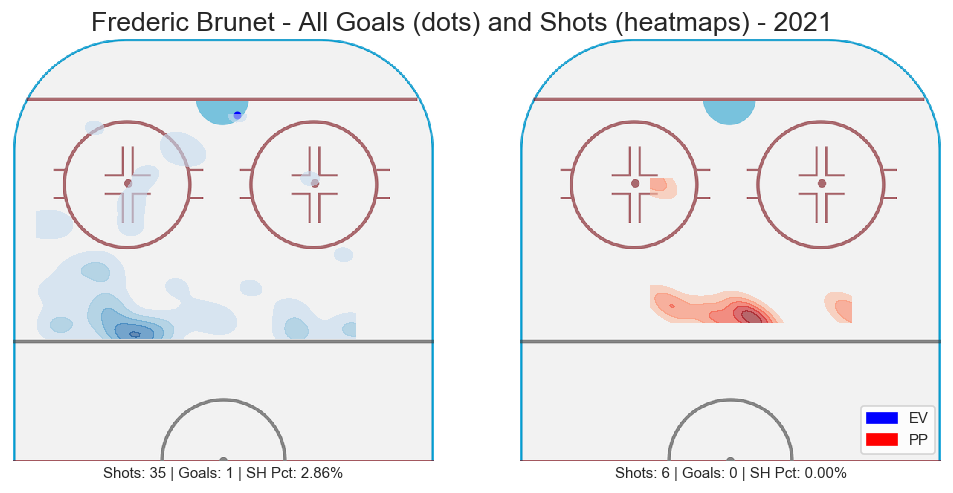 Frederic Brunet - All Goals (dots) and Shots (heatmaps) - 2021
EV
PP
Shots: 35 | Goals: 1 | SH Pct: 2.86%
Shots: 6 | Goals: 0 | SH Pct: 0.00%